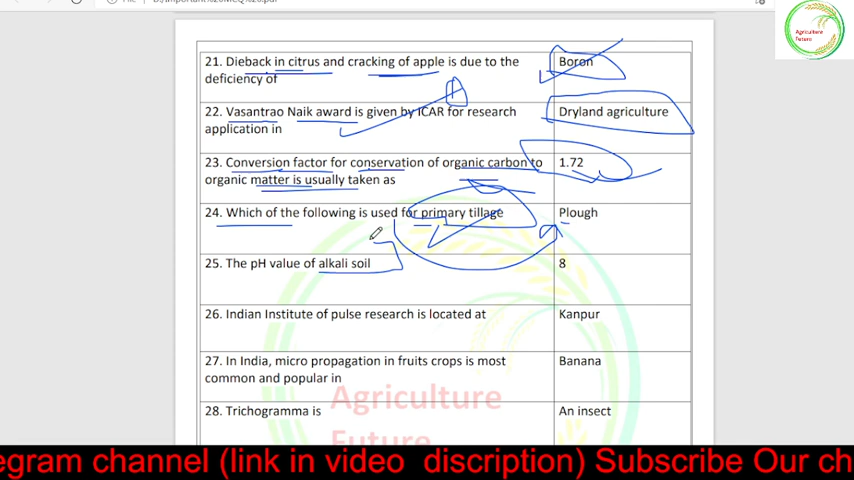 Agriculture
Future
21. Dieback in citrus and cracking of apple is due to the
deficiency of
Boron
22. Vasantrao Naik award is given by ICAR for research
application in
Dryland agriculture
23. Conversion factor for conservation of organic carbon to
organic matter is usually taken as
1.72
24. Which of the following is used for primary tillage
Plough
25. The pH value of alkali soil
8
26. Indian Institute of pulse research is located at
Kanpur
27. In India, micro propagation in fruits crops is most
common and popular in
Banana
28. Trichogramma is
An insect
Agriculture
Future
egram channel (link in video discription) Subscribe Our ch